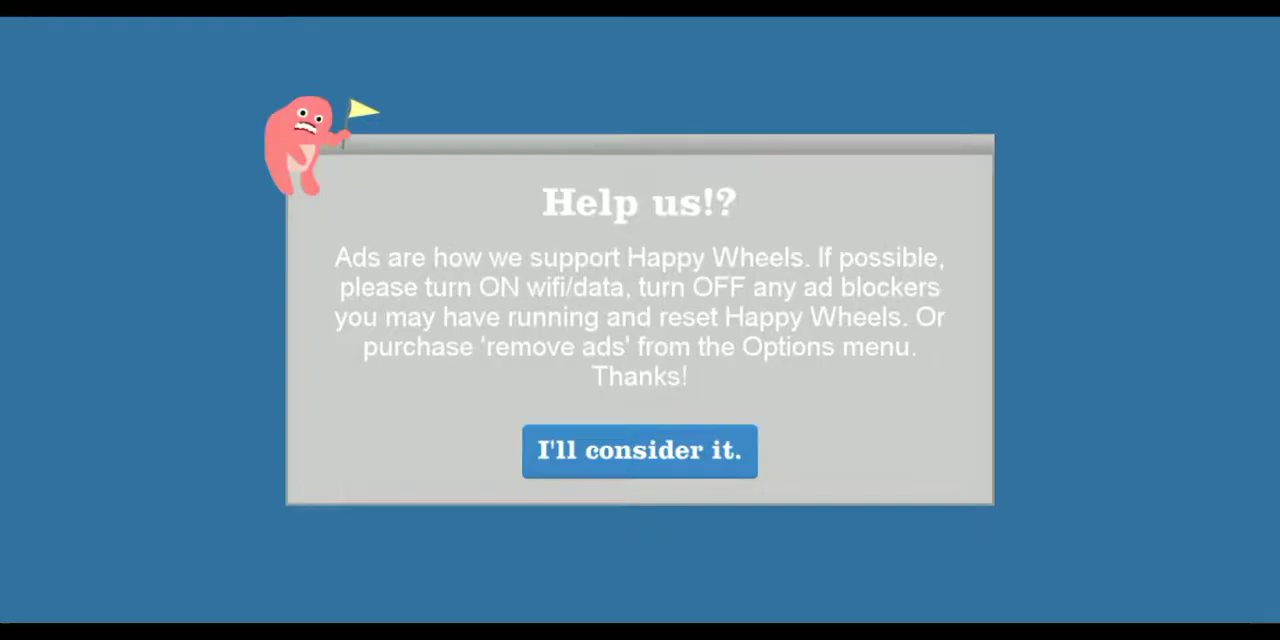 Help us!?
Ads are how we support Happy Wheels. If possible,
please turn ON wifi/data, turn OFF any ad blockers
you may have running and reset Happy Wheels. Or
purchase 'remove ads' from the Options menu.
Thanks!
I'll consider it.